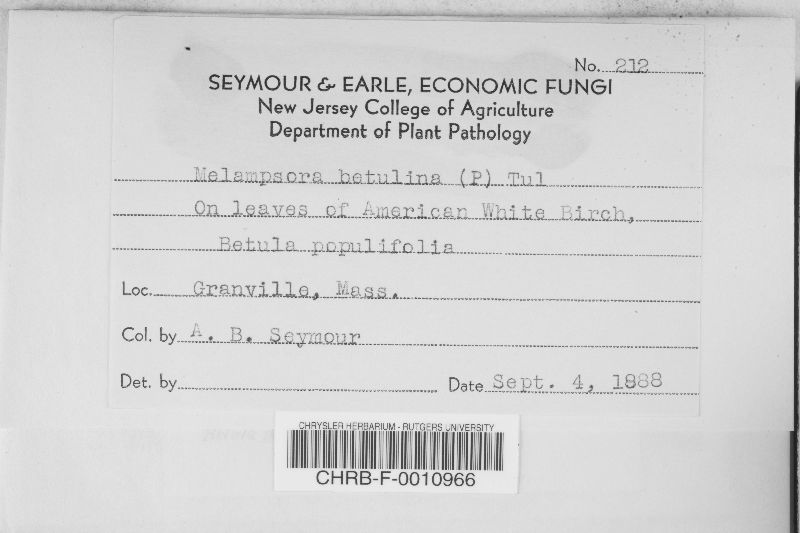 No. 212
SEYMOUR & EARLE, ECONOMIC FUNGI
New Jersey College of Agriculture
Department of Plant Pathology
Melampsora betulina (P) Tul
On leaves of American White Birch,
Betula populifolia
Loc. Granville, Mass.
Col. by A. B. Seymour
Det. by
Date Sept. 4, 1888
CHRYSLER HERBARIUM - RUTGERS UNIVERSITY
CHRB-F-0010966